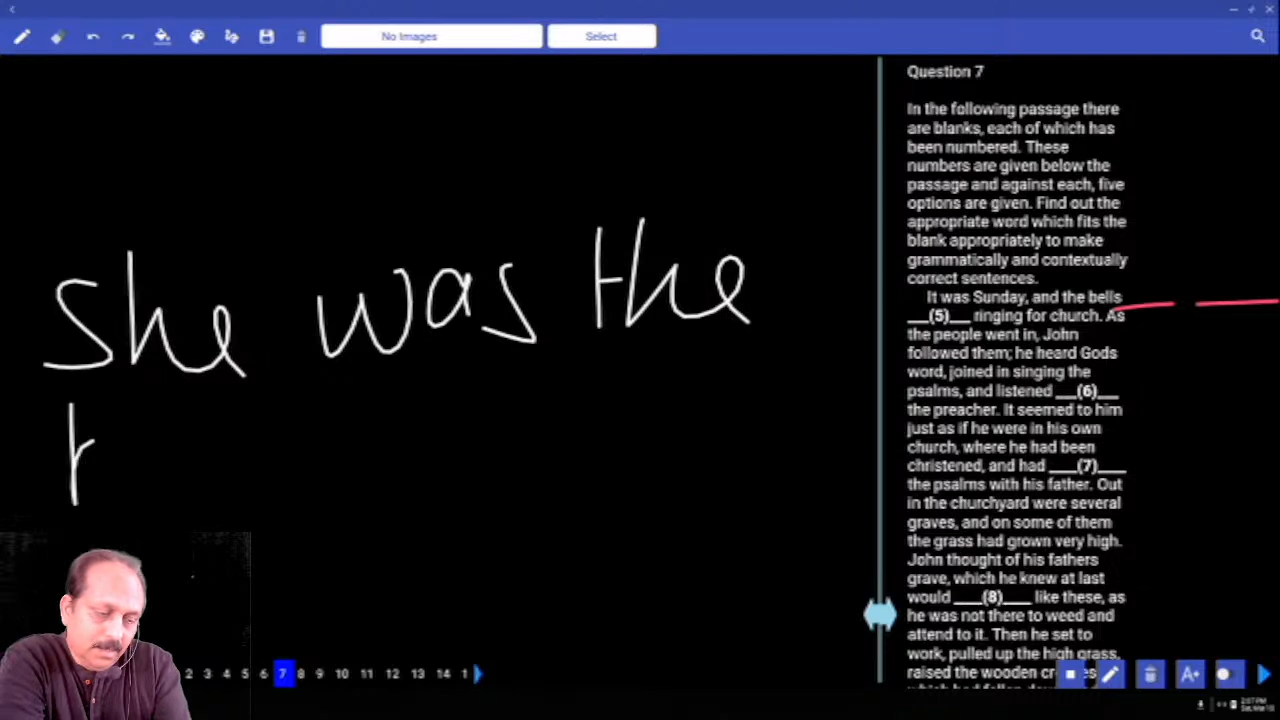 No Images
Select
Question 7
In the following passage there
are blanks, each of which has
been numbered. These
numbers are given below the
passage and against each, five
options are given. Find out the
appropriate word which fits the
blank appropriately to make
grammatically and contextually
correct sentences.
It was Sunday, and the bells
__(5)__ ringing for church. As
the people went in, John
followed them; he heard Gods
word, joined in singing the
psalms, and listened __(6)__
the preacher. It seemed to him
just as if he were in his own
church, where he had been
christened, and had ___(7)___
the psalms with his father. Out
in the churchyard were several
graves, and on some of them
the grass had grown very high.
John thought of his fathers
grave, which he knew at last
would ___(8)___ like these, as
he was not there to weed and
attend to it. Then he set to
work, pulled up the high grass,
raised the wooden
She was the
2 3 4 5 6 7 8 9 10 11 12 13 14 1
A+